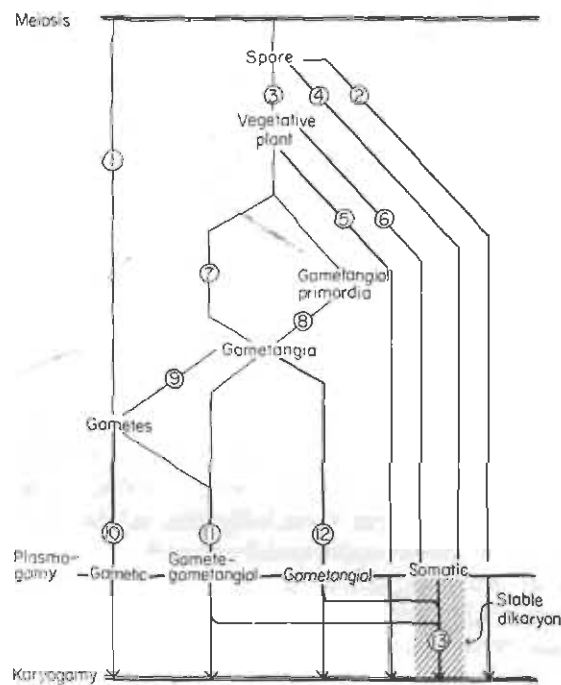 Meiosis
Spore
③ ④ ②
Vegetative
plant
①
⑤ ⑥
⑦
Gametangial
primordia
⑧
Gametangia
⑨
Gametes
⑩ ⑪ ⑫
Plasmo-
gamy
Gametic
Gamete-
gametangial
Gametangial
Somatic
Stable
dikaryon
⑬
Karyogamy